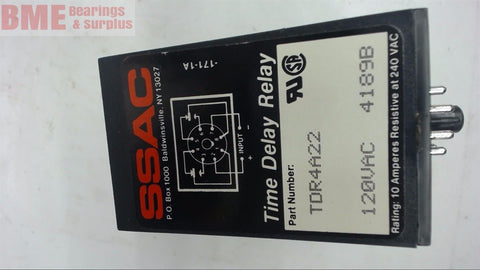 BME Bearings
& Surplus
SSAC
P.O. Box 1000 Baldwinsville, NY 13027
-171-1A
INPUT
+ -
Time Delay Relay
Part Number:
TDR4A22
120VAC 4189B
Rating: 10 Amperes Resistive at 240 VAC